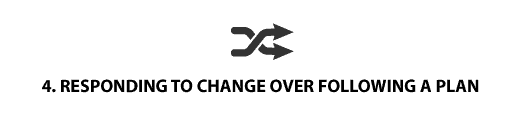 4. RESPONDING TO CHANGE OVER FOLLOWING A PLAN